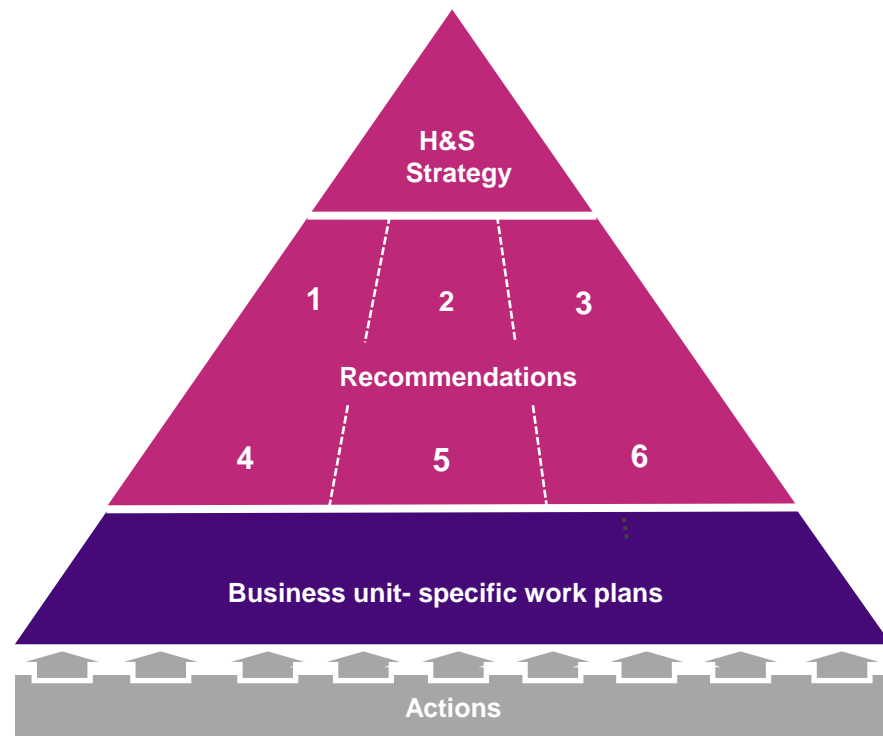 H&S
Strategy
1 2 3
Recommendations
4 5 6
Business unit- specific work plans
Actions